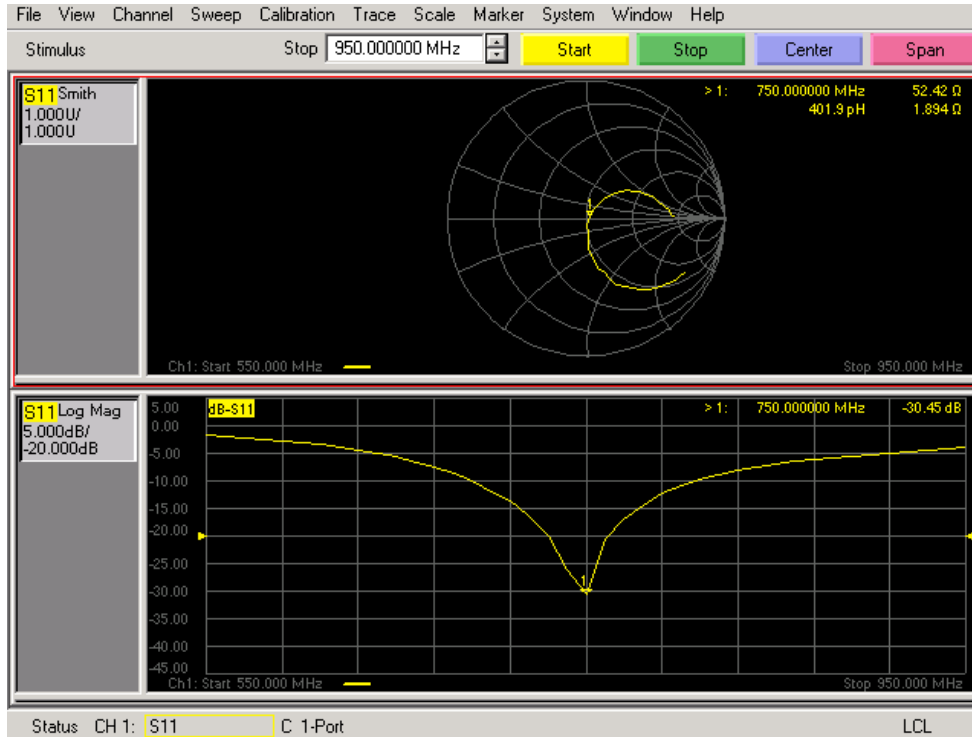 File View Channel Sweep Calibration Trace Scale Marker System Window Help
Stimulus Stop 950.000000 MHz Start Stop Center Span
S11 Smith
1.000U/
1.000U
> 1: 750.000000 MHz 52.42 Ω
401.9 pH 1.894 Ω
1
Ch1: Start 550.000 MHz Stop 950.000 MHz
S11 Log Mag
5.000dB/
-20.000dB
5.00 dB-S11 > 1: 750.000000 MHz -30.45 dB
0.00
-5.00
-10.00
-15.00
-20.00
-25.00
1
-30.00
-35.00
-40.00
-45.00
Ch1: Start 550.000 MHz Stop 950.000 MHz
Status CH 1: S11 C 1-Port LCL